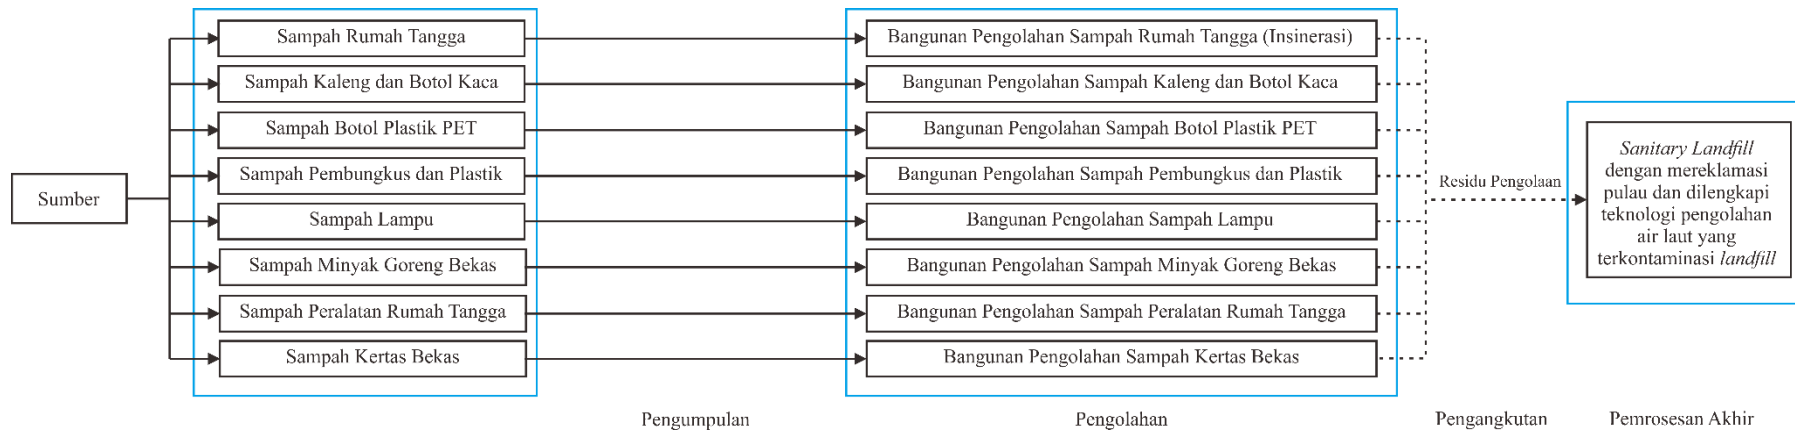 Sumber
Sampah Rumah Tangga
Sampah Kaleng dan Botol Kaca
Sampah Botol Plastik PET
Sampah Pembungkus dan Plastik
Sampah Lampu
Sampah Minyak Goreng Bekas
Sampah Peralatan Rumah Tangga
Sampah Kertas Bekas
Bangunan Pengolahan Sampah Rumah Tangga (Insinerasi)
Bangunan Pengolahan Sampah Kaleng dan Botol Kaca
Bangunan Pengolahan Sampah Botol Plastik PET
Bangunan Pengolahan Sampah Pembungkus dan Plastik
Bangunan Pengolahan Sampah Lampu
Bangunan Pengolahan Sampah Minyak Goreng Bekas
Bangunan Pengolahan Sampah Peralatan Rumah Tangga
Bangunan Pengolahan Sampah Kertas Bekas
Residu Pengolaan
Sanitary Landfill
dengan mereklamasi
pulau dan dilengkapi
teknologi pengolahan
air laut yang
terkontaminasi landfill
Pengumpulan
Pengolahan
Pengangkutan
Pemrosesan Akhir